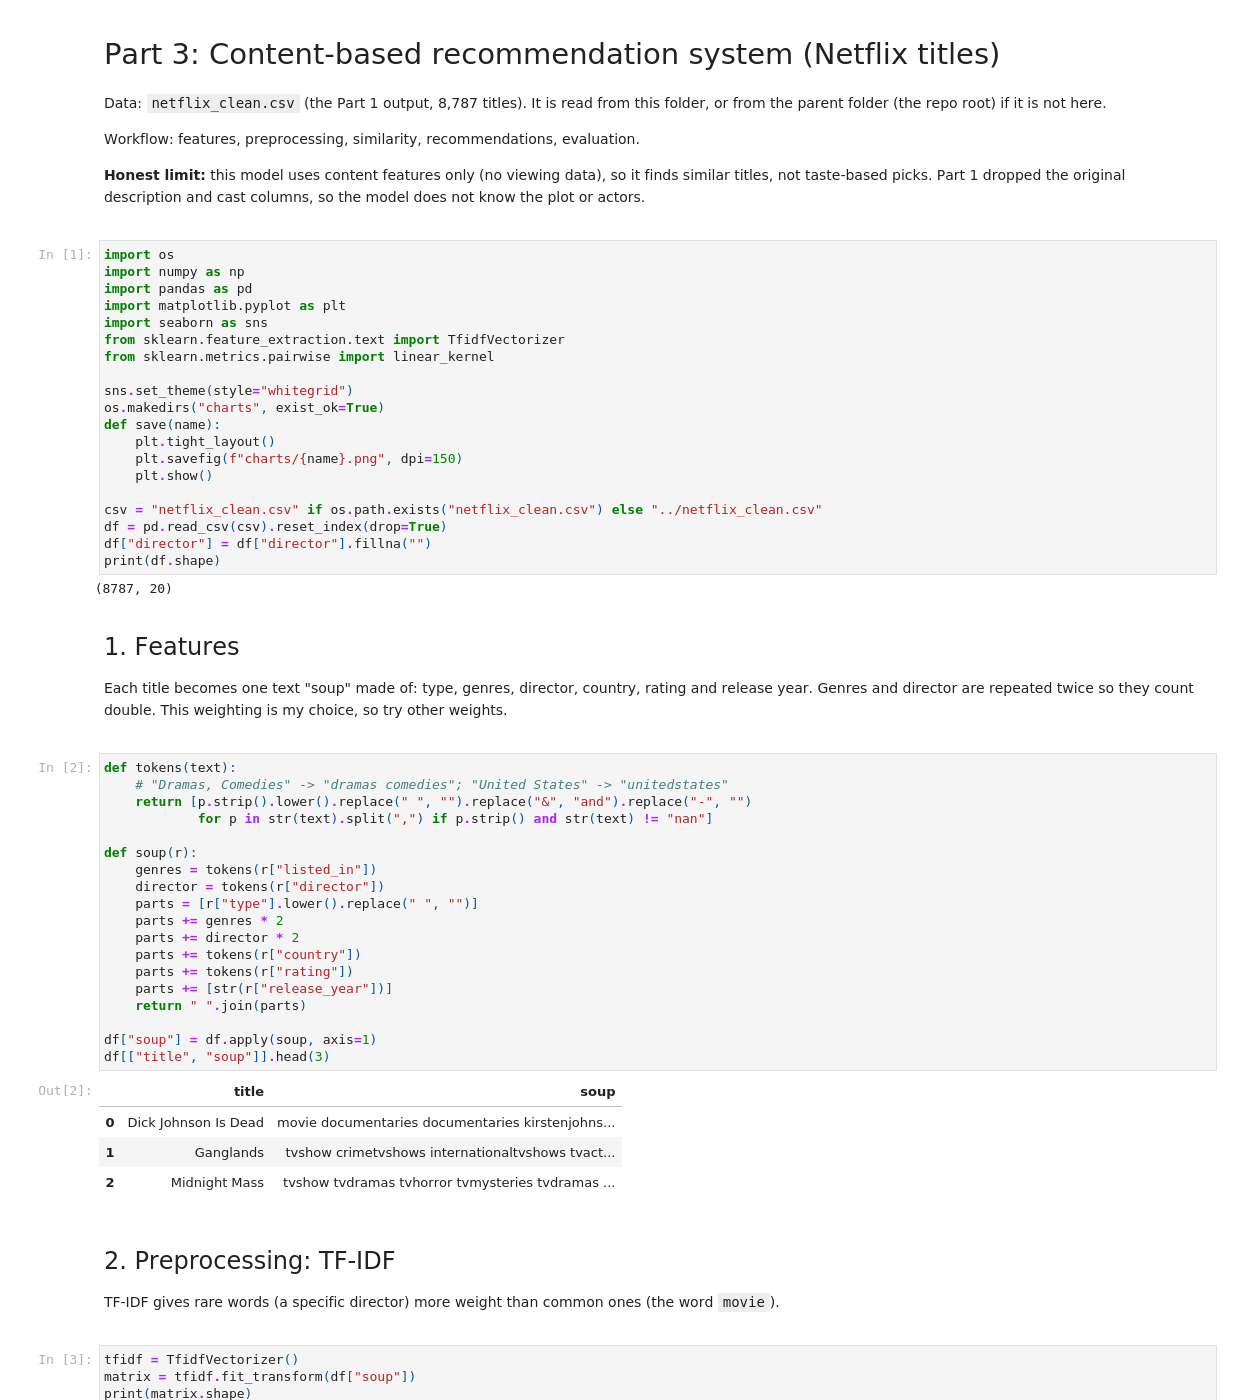 Part 3: Content-based recommendation system (Netflix titles)
Data: netflix_clean.csv (the Part 1 output, 8,787 titles). It is read from this folder, or from the parent folder (the repo root) if it is not here.
Workflow: features, preprocessing, similarity, recommendations, evaluation.
Honest limit: this model uses content features only (no viewing data), so it finds similar titles, not taste-based picks. Part 1 dropped the original
description and cast columns, so the model does not know the plot or actors.
In [1]:
import os
import numpy as np
import pandas as pd
import matplotlib.pyplot as plt
import seaborn as sns
from sklearn.feature_extraction.text import TfidfVectorizer
from sklearn.metrics.pairwise import linear_kernel

sns.set_theme(style="whitegrid")
os.makedirs("charts", exist_ok=True)
def save(name):
    plt.tight_layout()
    plt.savefig(f"charts/{name}.png", dpi=150)
    plt.show()

csv = "netflix_clean.csv" if os.path.exists("netflix_clean.csv") else "../netflix_clean.csv"
df = pd.read_csv(csv).reset_index(drop=True)
df["director"] = df["director"].fillna("")
print(df.shape)
(8787, 20)
1. Features
Each title becomes one text "soup" made of: type, genres, director, country, rating and release year. Genres and director are repeated twice so they count
double. This weighting is my choice, so try other weights.
In [2]:
def tokens(text):
    # "Dramas, Comedies" -> "dramas comedies"; "United States" -> "unitedstates"
    return [p.strip().lower().replace(" ", "").replace("&", "and").replace("-", "")
            for p in str(text).split(",") if p.strip() and str(text) != "nan"]

def soup(r):
    genres = tokens(r["listed_in"])
    director = tokens(r["director"])
    parts = [r["type"].lower().replace(" ", "")]
    parts += genres * 2
    parts += director * 2
    parts += tokens(r["country"])
    parts += tokens(r["rating"])
    parts += [str(r["release_year"])]
    return " ".join(parts)

df["soup"] = df.apply(soup, axis=1)
df[["title", "soup"]].head(3)
Out[2]:
title soup
0 Dick Johnson Is Dead movie documentaries documentaries kirstenjohns...
1 Ganglands tvshow crimetvshows internationaltvshows tvact...
2 Midnight Mass tvshow tvdramas tvhorror tvmysteries tvdramas ...
2. Preprocessing: TF-IDF
TF-IDF gives rare words (a specific director) more weight than common ones (the word movie ).
In [3]:
tfidf = TfidfVectorizer()
matrix = tfidf.fit_transform(df["soup"])
print(matrix.shape)